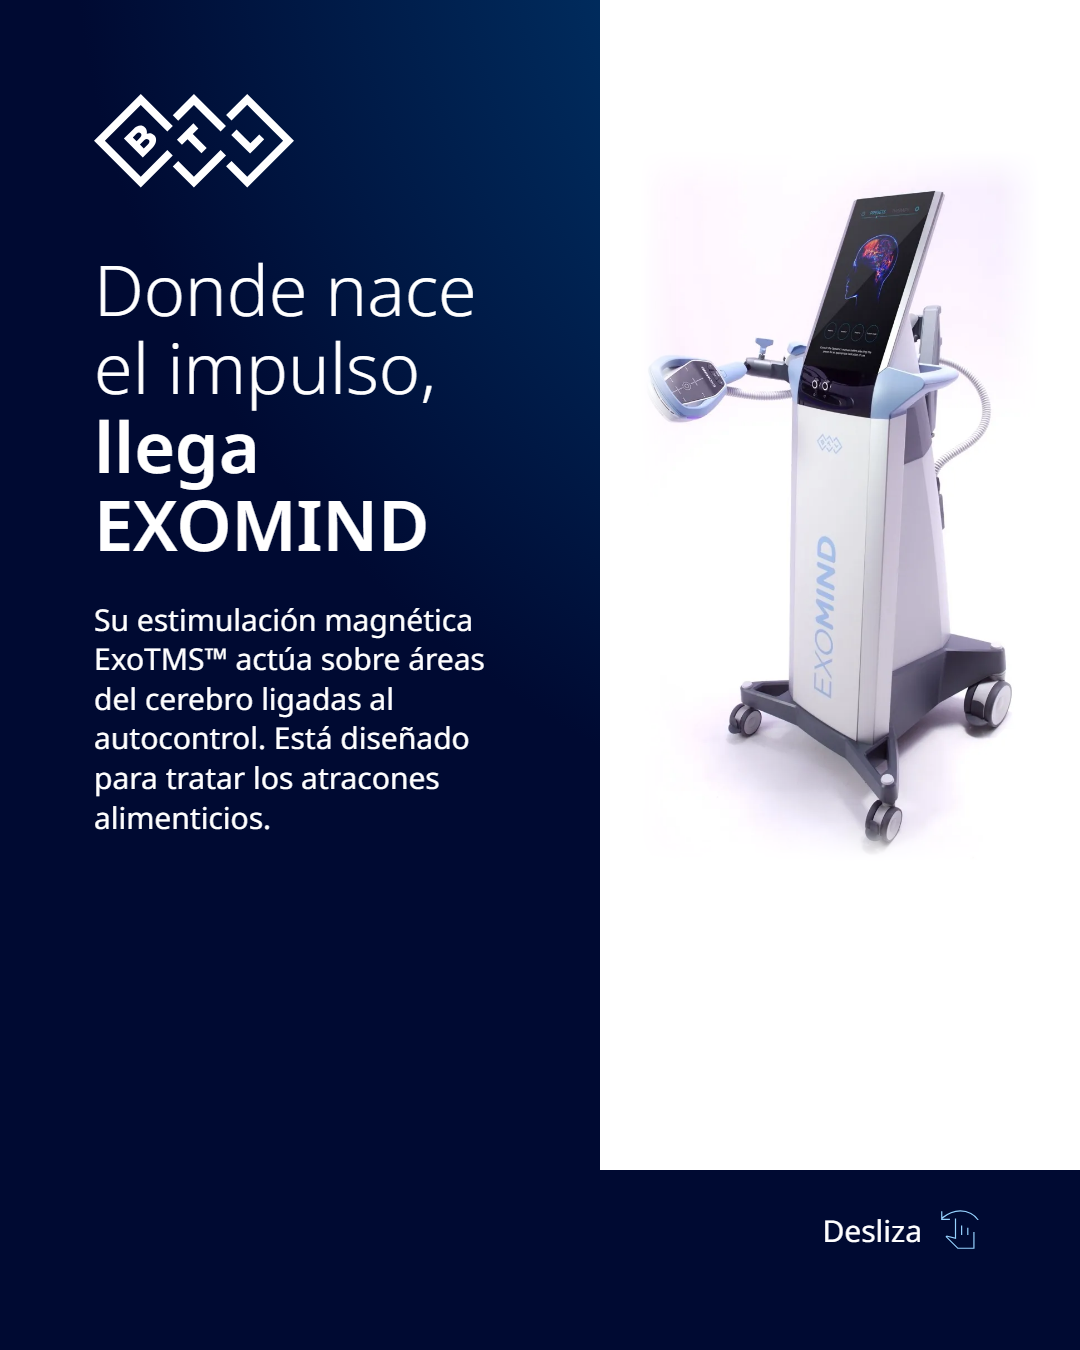 BTL
Donde nace
el impulso,
llega
EXOMIND
Su estimulación magnética
ExoTMS™ actúa sobre áreas
del cerebro ligadas al
autocontrol. Está diseñado
para tratar los atracones
alimenticios.
BTL
EXOMIND
Desliza